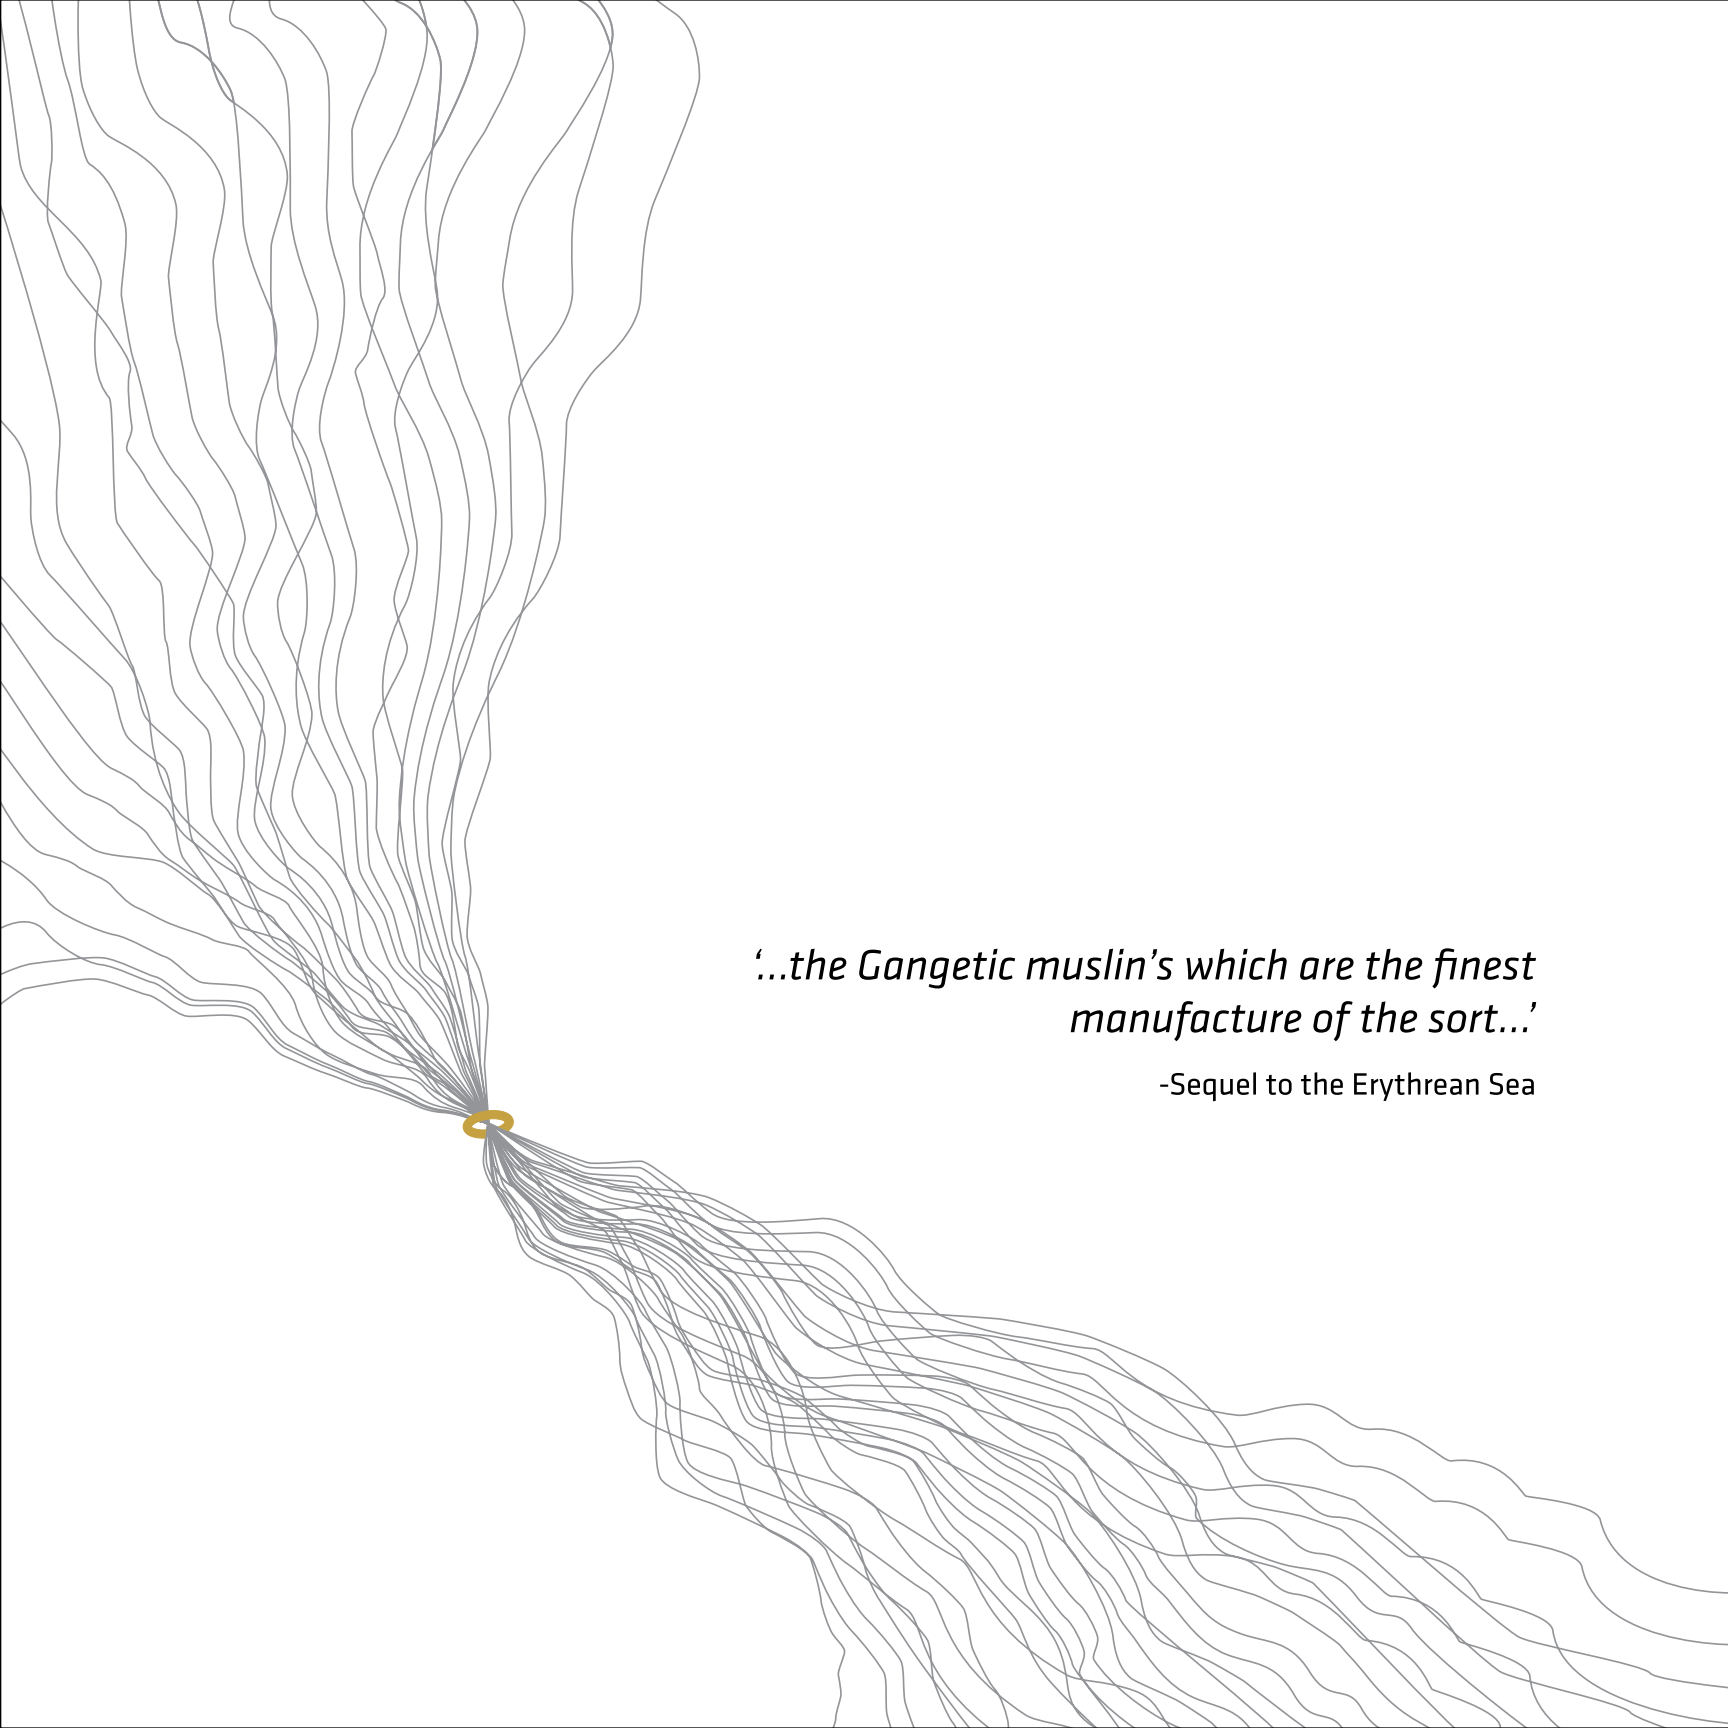 ‘...the Gangetic muslin’s which are the finest
manufacture of the sort...’
-Sequel to the Erythrean Sea